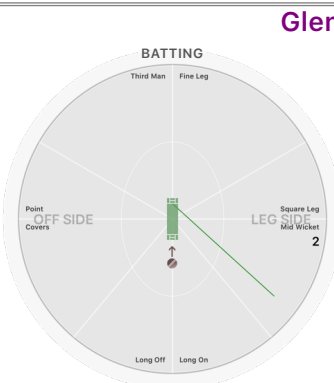 Glen
BATTING
Third Man Fine Leg
Point Square Leg
OFF SIDE LEG SIDE
Covers Mid Wicket
2
Long Off Long On